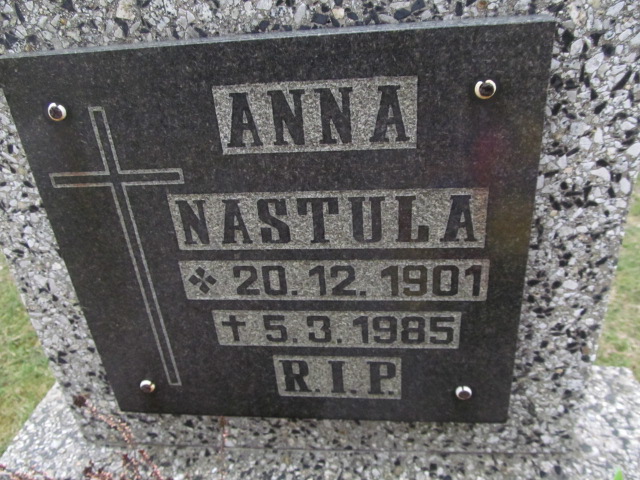 ANNA
NASTULA
✣ 20.12.1901
✝ 5.3.1985
R.I.P.